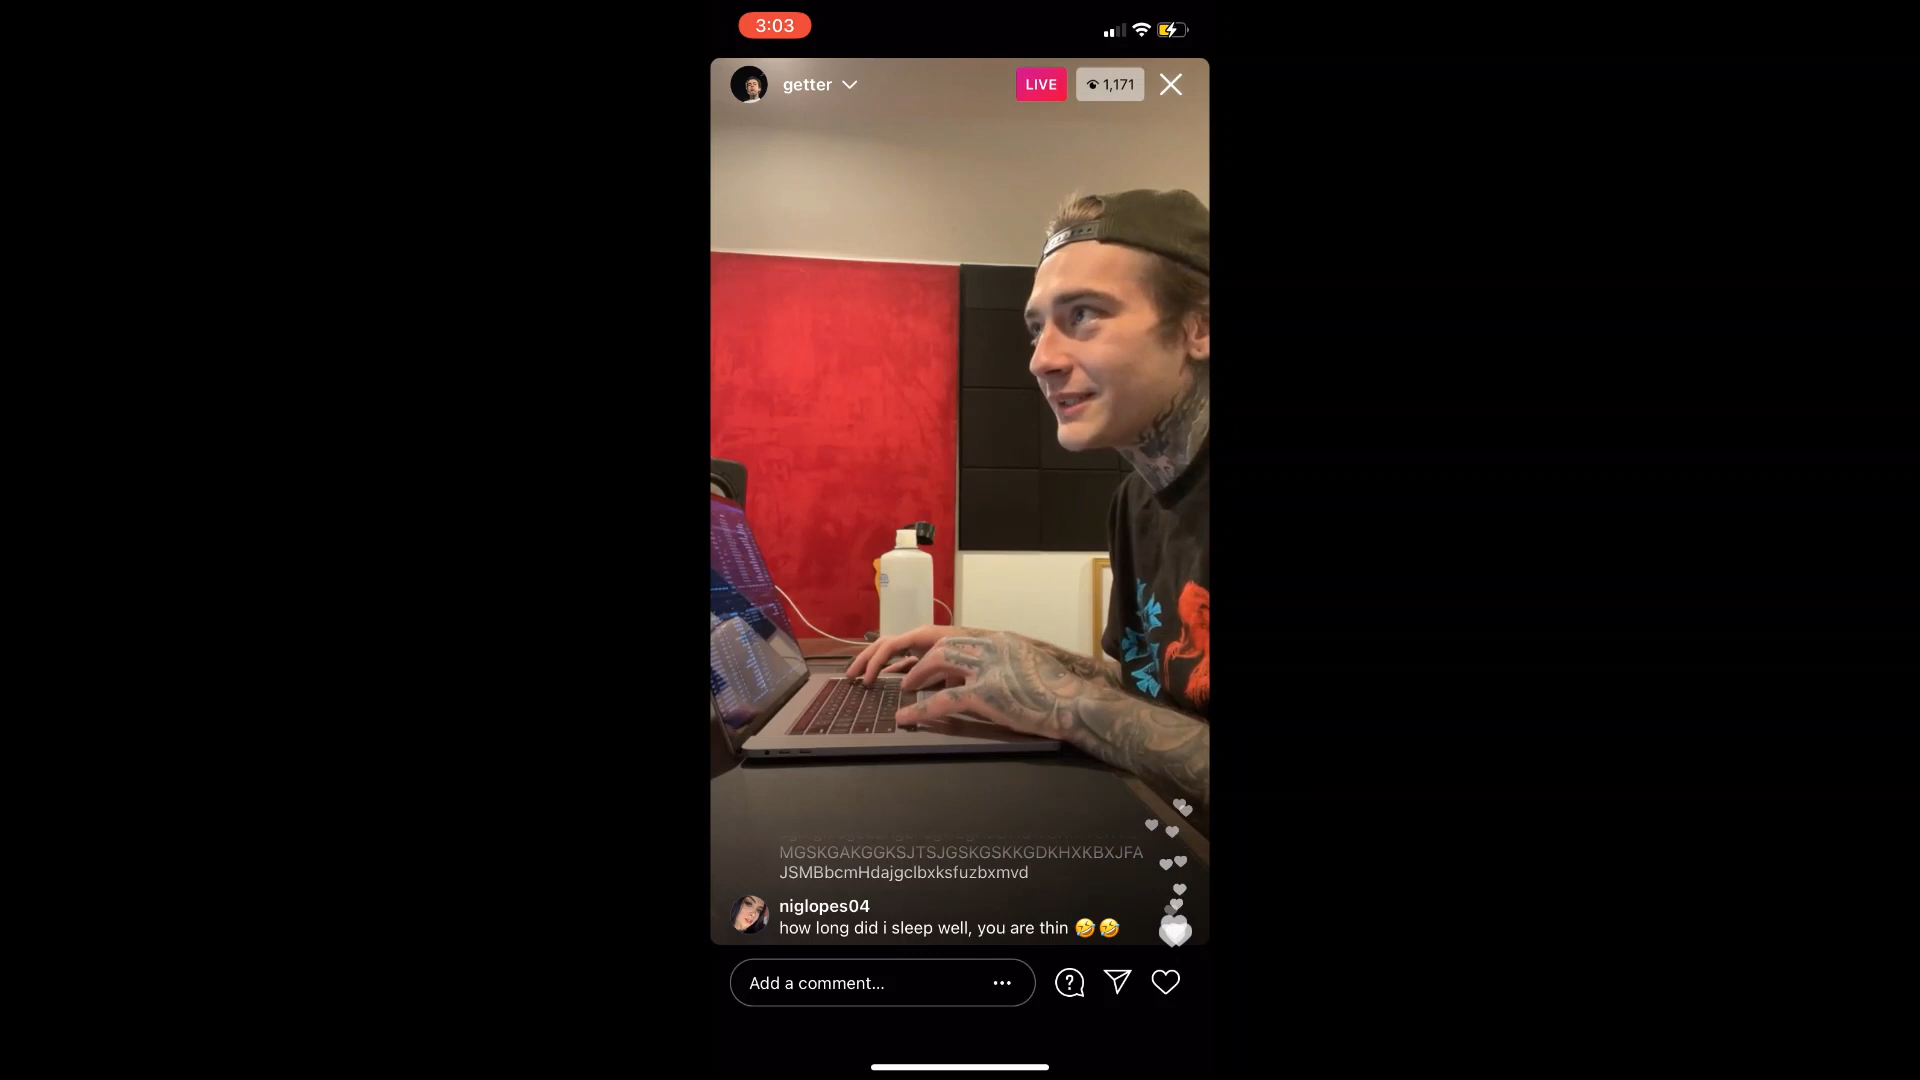 3:03
getter
LIVE
1,171
MGSKGAKGGKSJTSJGSKGSKKGDKHXKBXJFA
JSMBbcmHdajgclbxksfuzbxmvd
niglopes04
how long did i sleep well, you are thin 🤣🤣
Add a comment...